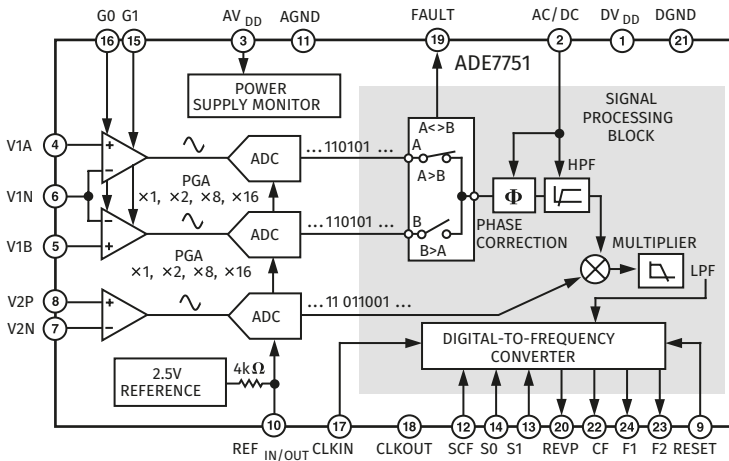 G0 G1 AV DD AGND FAULT AC/DC DV DD DGND
16 15 3 11 19 2 1 21
ADE7751
POWER
SUPPLY MONITOR
SIGNAL
PROCESSING
BLOCK
A<>B
V1A 4 + − ADC ...110101 ... A
A>B
HPF
V1N 6
PGA
×1, ×2, ×8, ×16
Φ
PHASE
CORRECTION
V1B 5 − + ADC ...110101 ... B
B>A
PGA
×1, ×2, ×8, ×16
MULTIPLIER
LPF
V2P 8 +
V2N 7 −
ADC ...11 011001 ...
DIGITAL-TO-FREQUENCY
CONVERTER
2.5V
REFERENCE
4kΩ
10 17 18 12 14 13 20 22 24 23 9
REF IN/OUT CLKIN CLKOUT SCF S0 S1 REVP CF F1 F2 RESET